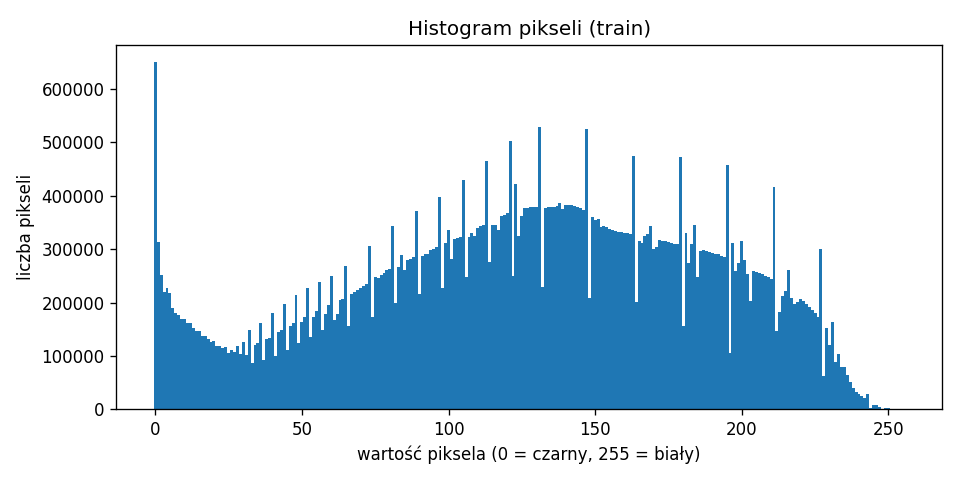 Histogram pikseli (train)
liczba pikseli
600000
500000
400000
300000
200000
100000
0
0 50 100 150 200 250
wartość piksela (0 = czarny, 255 = biały)